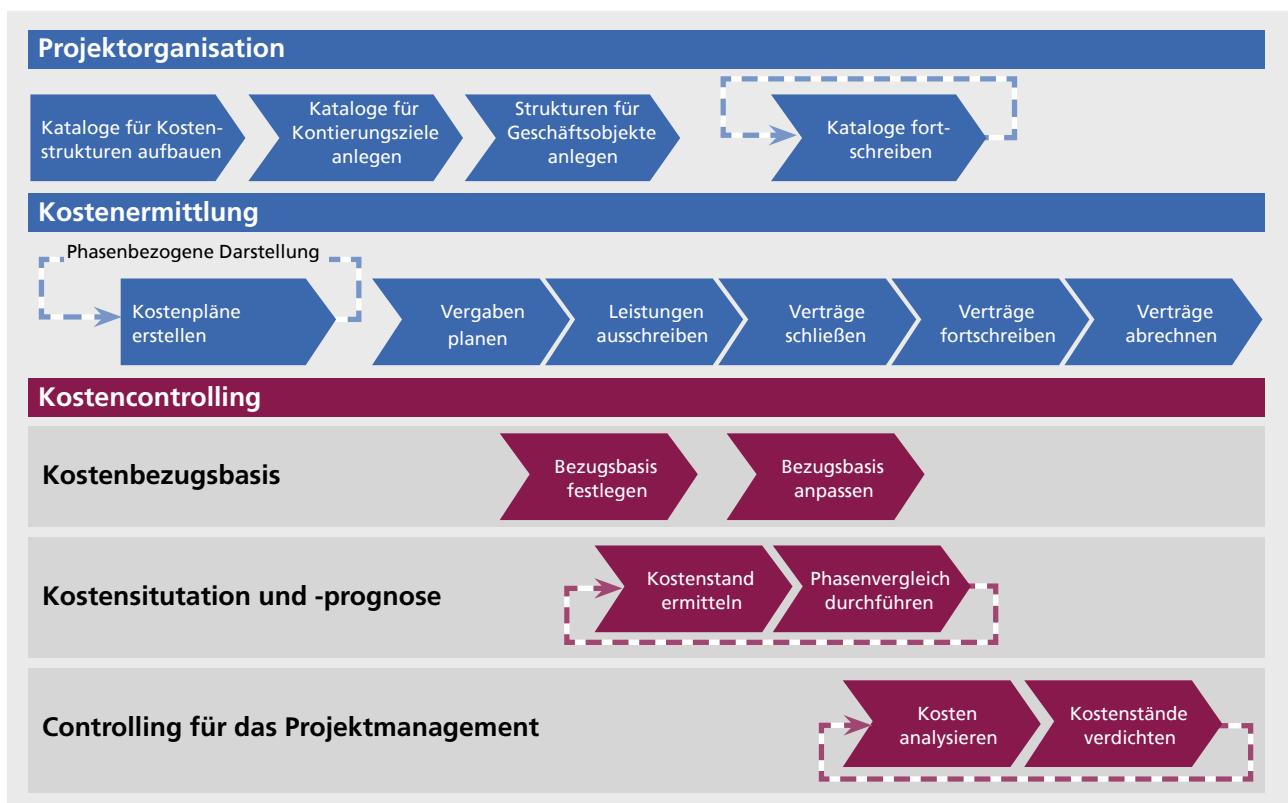 Projektorganisation
Kataloge für Kosten-
strukturen aufbauen
Kataloge für
Kontierungsziele
anlegen
Strukturen für
Geschäftsobjekte
anlegen
Kataloge fort-
schreiben
Kostenermittlung
Phasenbezogene Darstellung
Kostenpläne
erstellen
Vergaben
planen
Leistungen
ausschreiben
Verträge
schließen
Verträge
fortschreiben
Verträge
abrechnen
Kostencontrolling
Kostenbezugsbasis
Bezugsbasis
festlegen
Bezugsbasis
anpassen
Kostensitutation und -prognose
Kostenstand
ermitteln
Phasenvergleich
durchführen
Controlling für das Projektmanagement
Kosten
analysieren
Kostenstände
verdichten